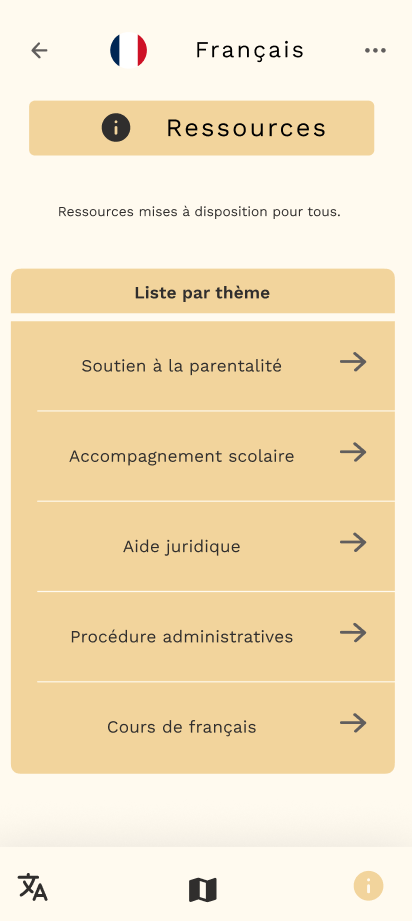 Français
Ressources
Ressources mises à disposition pour tous.
Liste par thème
Soutien à la parentalité
Accompagnement scolaire
Aide juridique
Procédure administratives
Cours de français